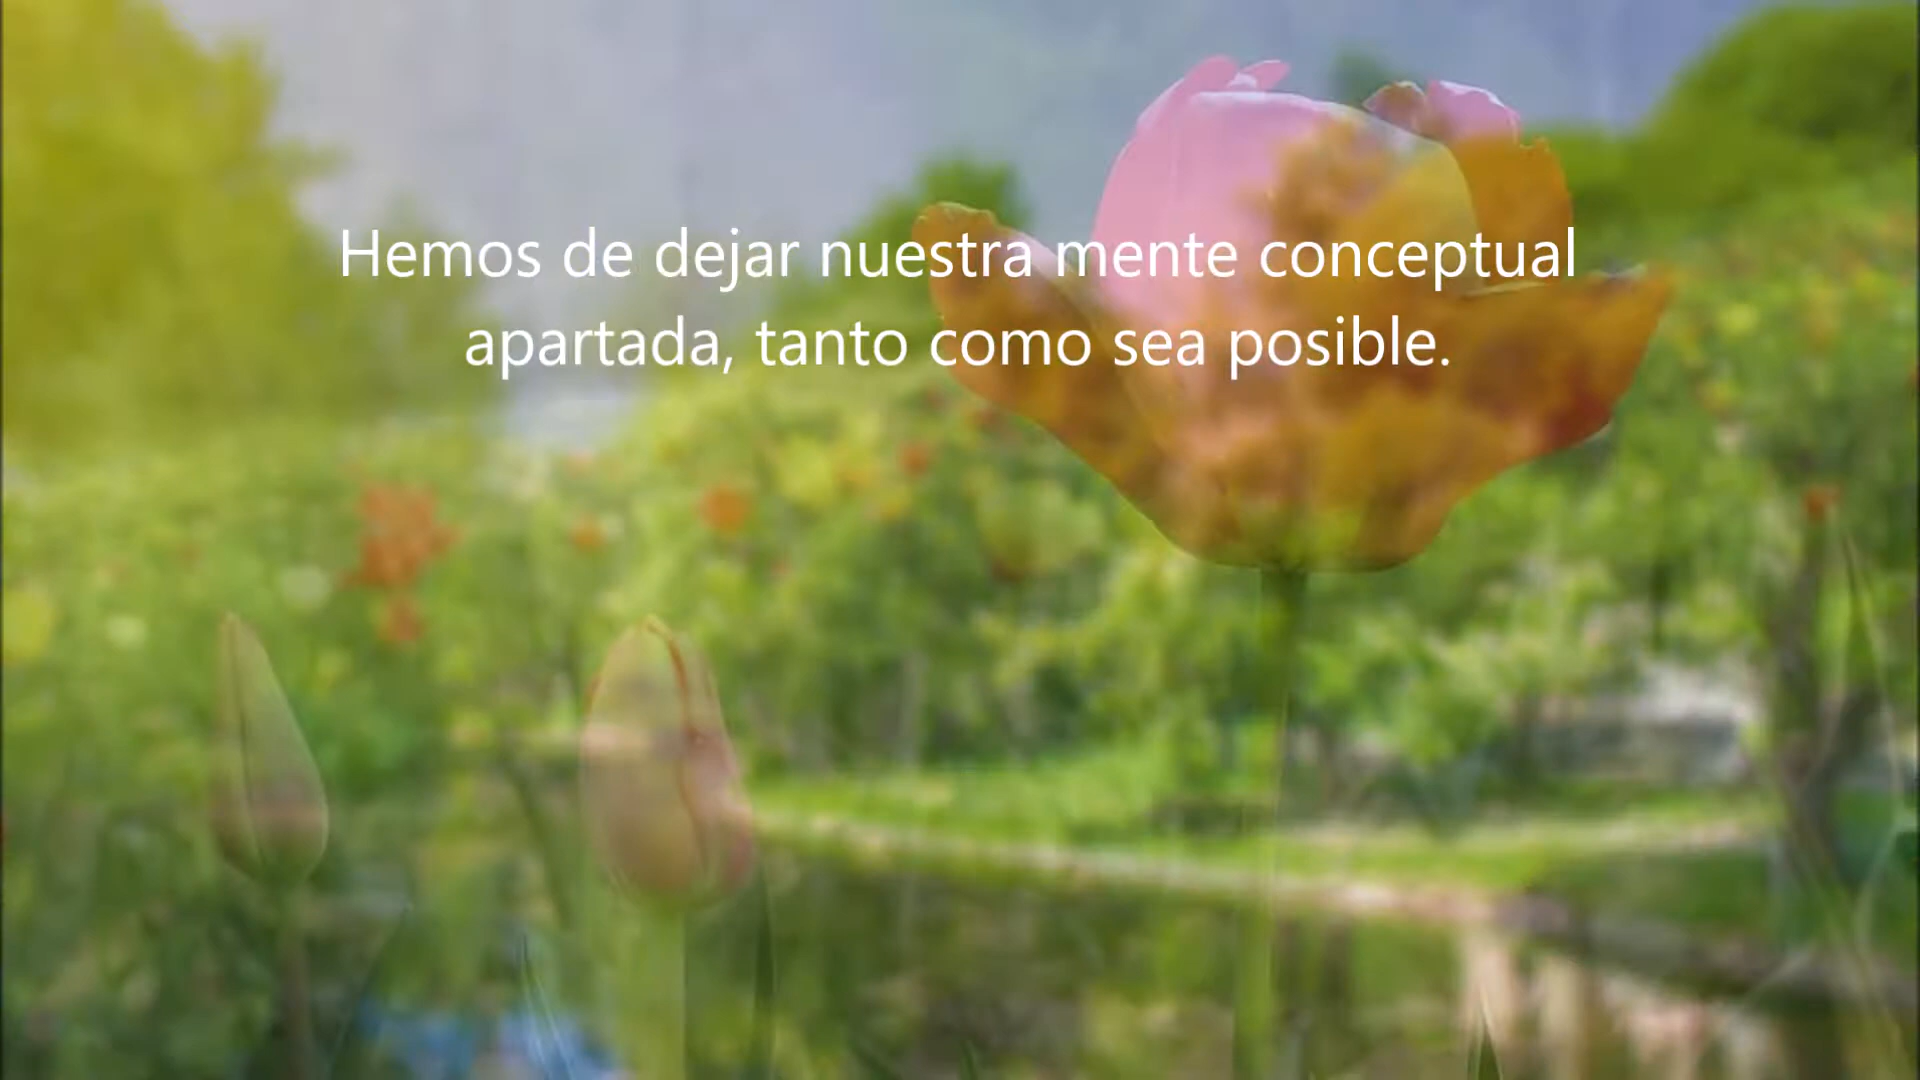 Hemos de dejar nuestra mente conceptual
apartada, tanto como sea posible.